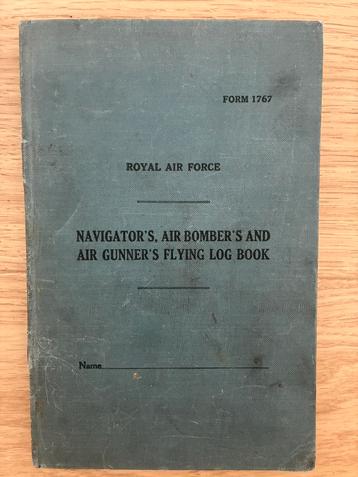 FORM 1767
ROYAL AIR FORCE
NAVIGATOR'S, AIR BOMBER'S AND
AIR GUNNER'S FLYING LOG BOOK
Name